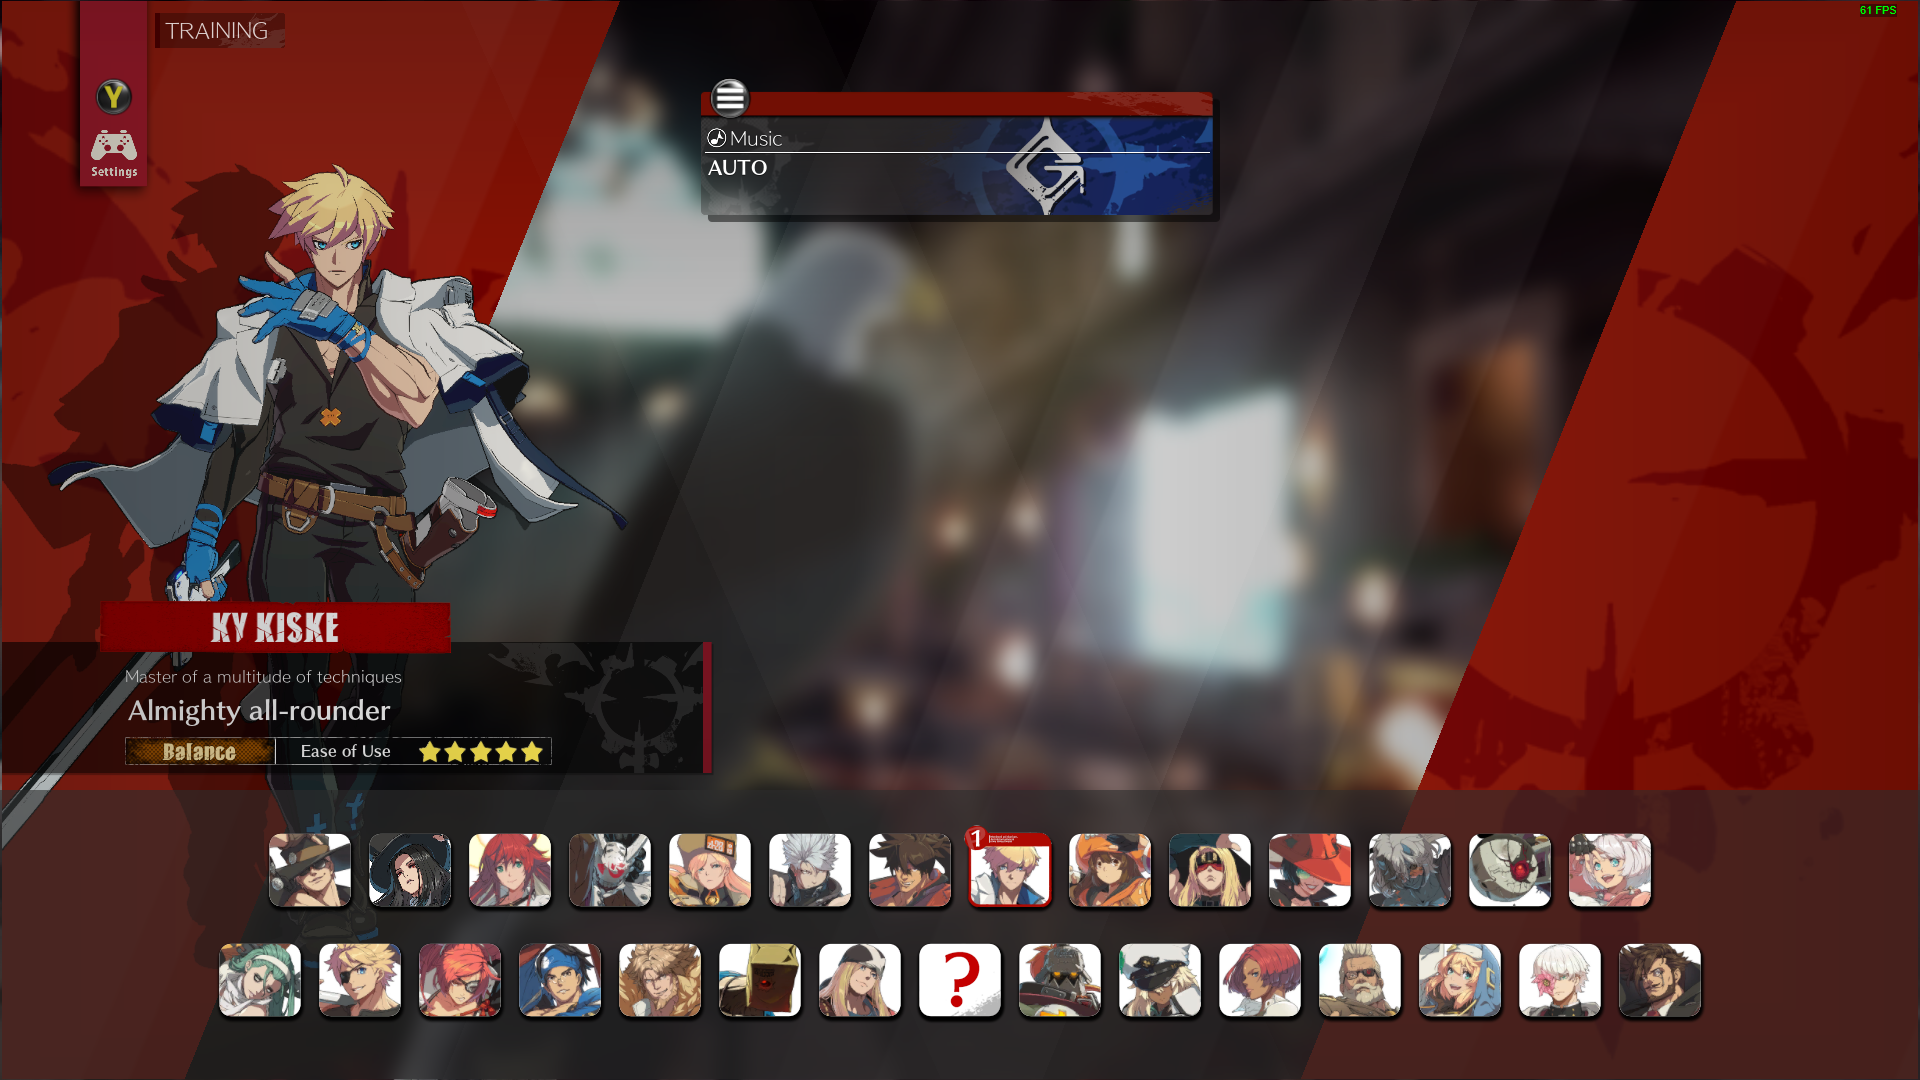 61 FPS
TRAINING
Y
Settings
Music
AUTO
KY KISKE
Master of a multitude of techniques
Almighty all-rounder
Balance
Ease of Use
1
?